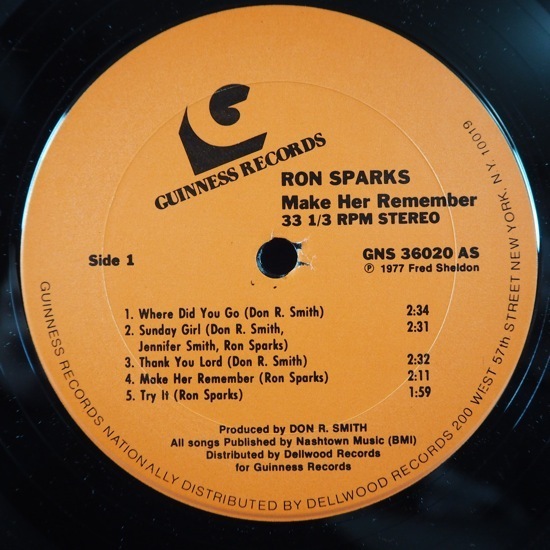 GUINNESS RECORDS
RON SPARKS
Make Her Remember
33 1/3 RPM STEREO
Side 1
GNS 36020 AS
℗ 1977 Fred Sheldon
1. Where Did You Go (Don R. Smith) 2:34
2. Sunday Girl (Don R. Smith, 2:31
Jennifer Smith, Ron Sparks)
3. Thank You Lord (Don R. Smith) 2:32
4. Make Her Remember (Ron Sparks) 2:11
5. Try It (Ron Sparks) 1:59
Produced by DON R. SMITH
All songs Published by Nashtown Music (BMI)
Distributed by Dellwood Records
for Guinness Records
GUINNESS RECORDS NATIONALLY DISTRIBUTED BY DELLWOOD RECORDS 200 WEST 57th STREET NEW YORK, N.Y. 10019